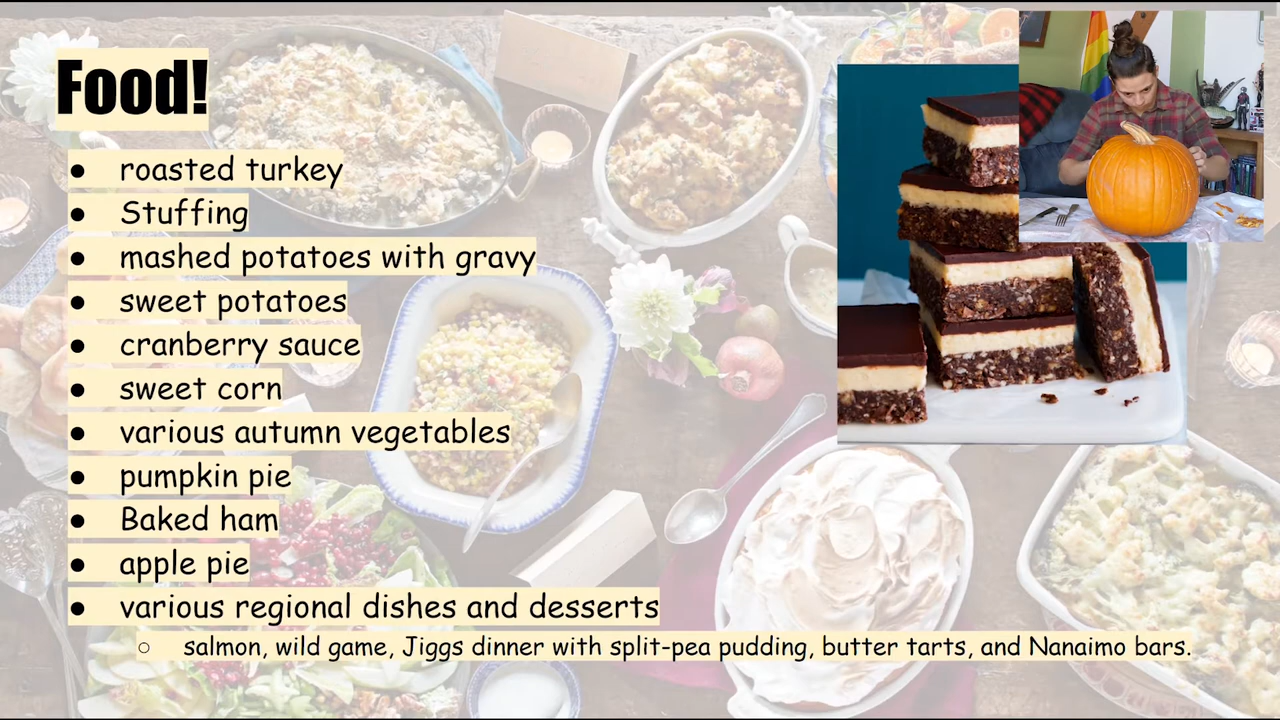 Food!
● roasted turkey
● Stuffing
● mashed potatoes with gravy
● sweet potatoes
● cranberry sauce
● sweet corn
● various autumn vegetables
● pumpkin pie
● Baked ham
● apple pie
● various regional dishes and desserts
○ salmon, wild game, Jiggs dinner with split-pea pudding, butter tarts, and Nanaimo bars.